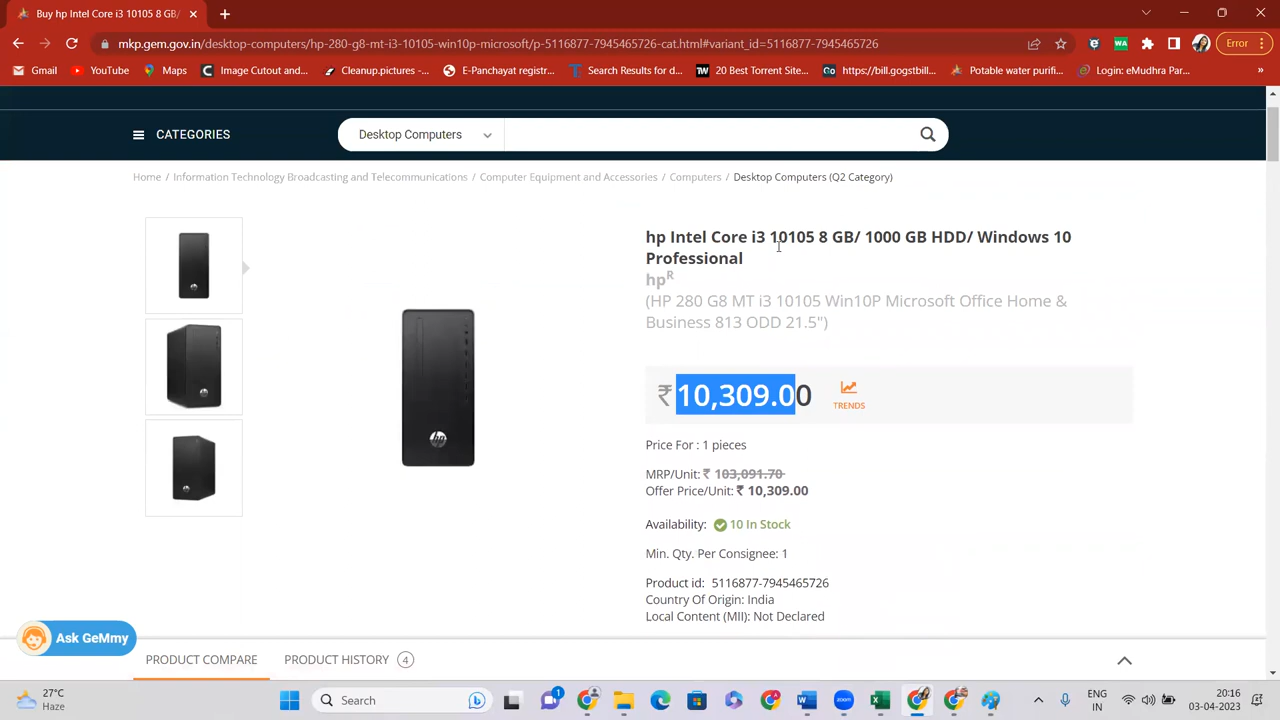 Buy hp Intel Core i3 10105 8 GB/
mkp.gem.gov.in/desktop-computers/hp-280-g8-mt-i3-10105-win10p-microsoft/p-5116877-7945465726-cat.html#variant_id=5116877-7945465726
Error
Gmail
YouTube
Maps
Image Cutout and...
Cleanup.pictures -...
E-Panchayat registr...
Search Results for d...
20 Best Torrent Site...
https://bill.gogstbill...
Potable water purifi...
Login: eMudhra Par...
CATEGORIES
Desktop Computers
Home / Information Technology Broadcasting and Telecommunications / Computer Equipment and Accessories / Computers / Desktop Computers (Q2 Category)
hp Intel Core i3 10105 8 GB/ 1000 GB HDD/ Windows 10
Professional
hpR
(HP 280 G8 MT i3 10105 Win10P Microsoft Office Home &
Business 813 ODD 21.5")
₹ 10,309.00
TRENDS
Price For : 1 pieces
MRP/Unit: ₹ 103,091.70
Offer Price/Unit: ₹ 10,309.00
Availability: 10 In Stock
Min. Qty. Per Consignee: 1
Product id: 5116877-7945465726
Country Of Origin: India
Local Content (MII): Not Declared
Ask GeMmy
PRODUCT COMPARE
PRODUCT HISTORY 4
27°C
Haze
Search
ENG
IN
20:16
03-04-2023